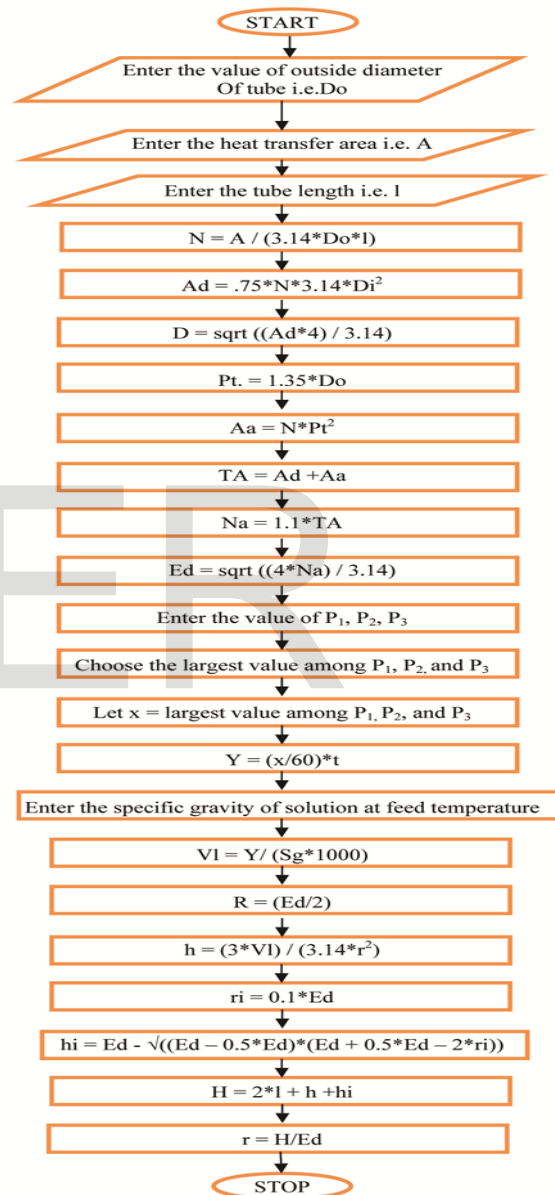 START
Enter the value of outside diameter
Of tube i.e.Do
Enter the heat transfer area i.e. A
Enter the tube length i.e. l
N = A / (3.14*Do*l)
Ad = .75*N*3.14*Di²
D = sqrt ((Ad*4) / 3.14)
Pt. = 1.35*Do
Aa = N*Pt²
TA = Ad +Aa
Na = 1.1*TA
Ed = sqrt ((4*Na) / 3.14)
Enter the value of P₁, P₂, P₃
Choose the largest value among P₁, P₂, and P₃
Let x = largest value among P₁, P₂, and P₃
Y = (x/60)*t
Enter the specific gravity of solution at feed temperature
Vl = Y/ (Sg*1000)
R = (Ed/2)
h = (3*Vl) / (3.14*r²)
ri = 0.1*Ed
hi = Ed - √((Ed – 0.5*Ed)*(Ed + 0.5*Ed – 2*ri))
H = 2*l + h +hi
r = H/Ed
STOP
ER